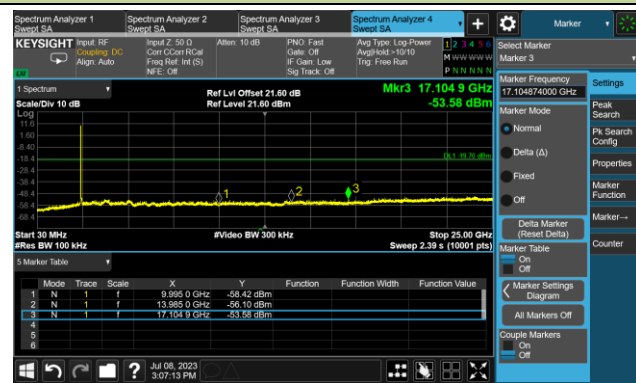 Spectrum Analyzer 1
Swept SA
Spectrum Analyzer 2
Swept SA
Spectrum Analyzer 3
Swept SA
Spectrum Analyzer 4
Swept SA
+
Marker
KEYSIGHT
Input: RF
Coupling: DC
Align: Auto
Input Z: 50 Ω
Corr CCorr RCal
Freq Ref: Int (S)
NFE: Off
Atten: 10 dB
PNO: Fast
Gate: Off
IF Gain: Low
Sig Track: Off
Avg Type: Log-Power
Avg|Hold:>10/10
Trig: Free Run
1 2 3 4 5 6
M W W W W W
P N N N N N
Select Marker
Marker 3
LNI
1 Spectrum
Scale/Div 10 dB
Log
Ref Lvl Offset 21.60 dB
Ref Level 21.60 dBm
Mkr3 17.104 9 GHz
-53.58 dBm
11.6
1.60
-8.40
-18.4
-28.4
-38.4
-48.4
-58.4
-68.4
DL1 -19.70 dBm
1
2
3
Start 30 MHz
#Res BW 100 kHz
#Video BW 300 kHz
Stop 25.00 GHz
Sweep 2.39 s (10001 pts)
5 Marker Table
Mode Trace Scale X Y Function Function Width Function Value
1 N 1 f 9.995 0 GHz -58.42 dBm
2 N 1 f 13.985 0 GHz -56.10 dBm
3 N 1 f 17.104 9 GHz -53.58 dBm
4
5
6
Marker Frequency
17.104874000 GHz
Marker Mode
Normal
Delta (Δ)
Fixed
Off
Delta Marker
(Reset Delta)
Marker Table
On
Off
Marker Settings
Diagram
All Markers Off
Couple Markers
On
Off
Settings
Peak
Search
Pk Search
Config
Properties
Marker
Function
Marker→
Counter
?
Jul 08, 2023
3:07:13 PM